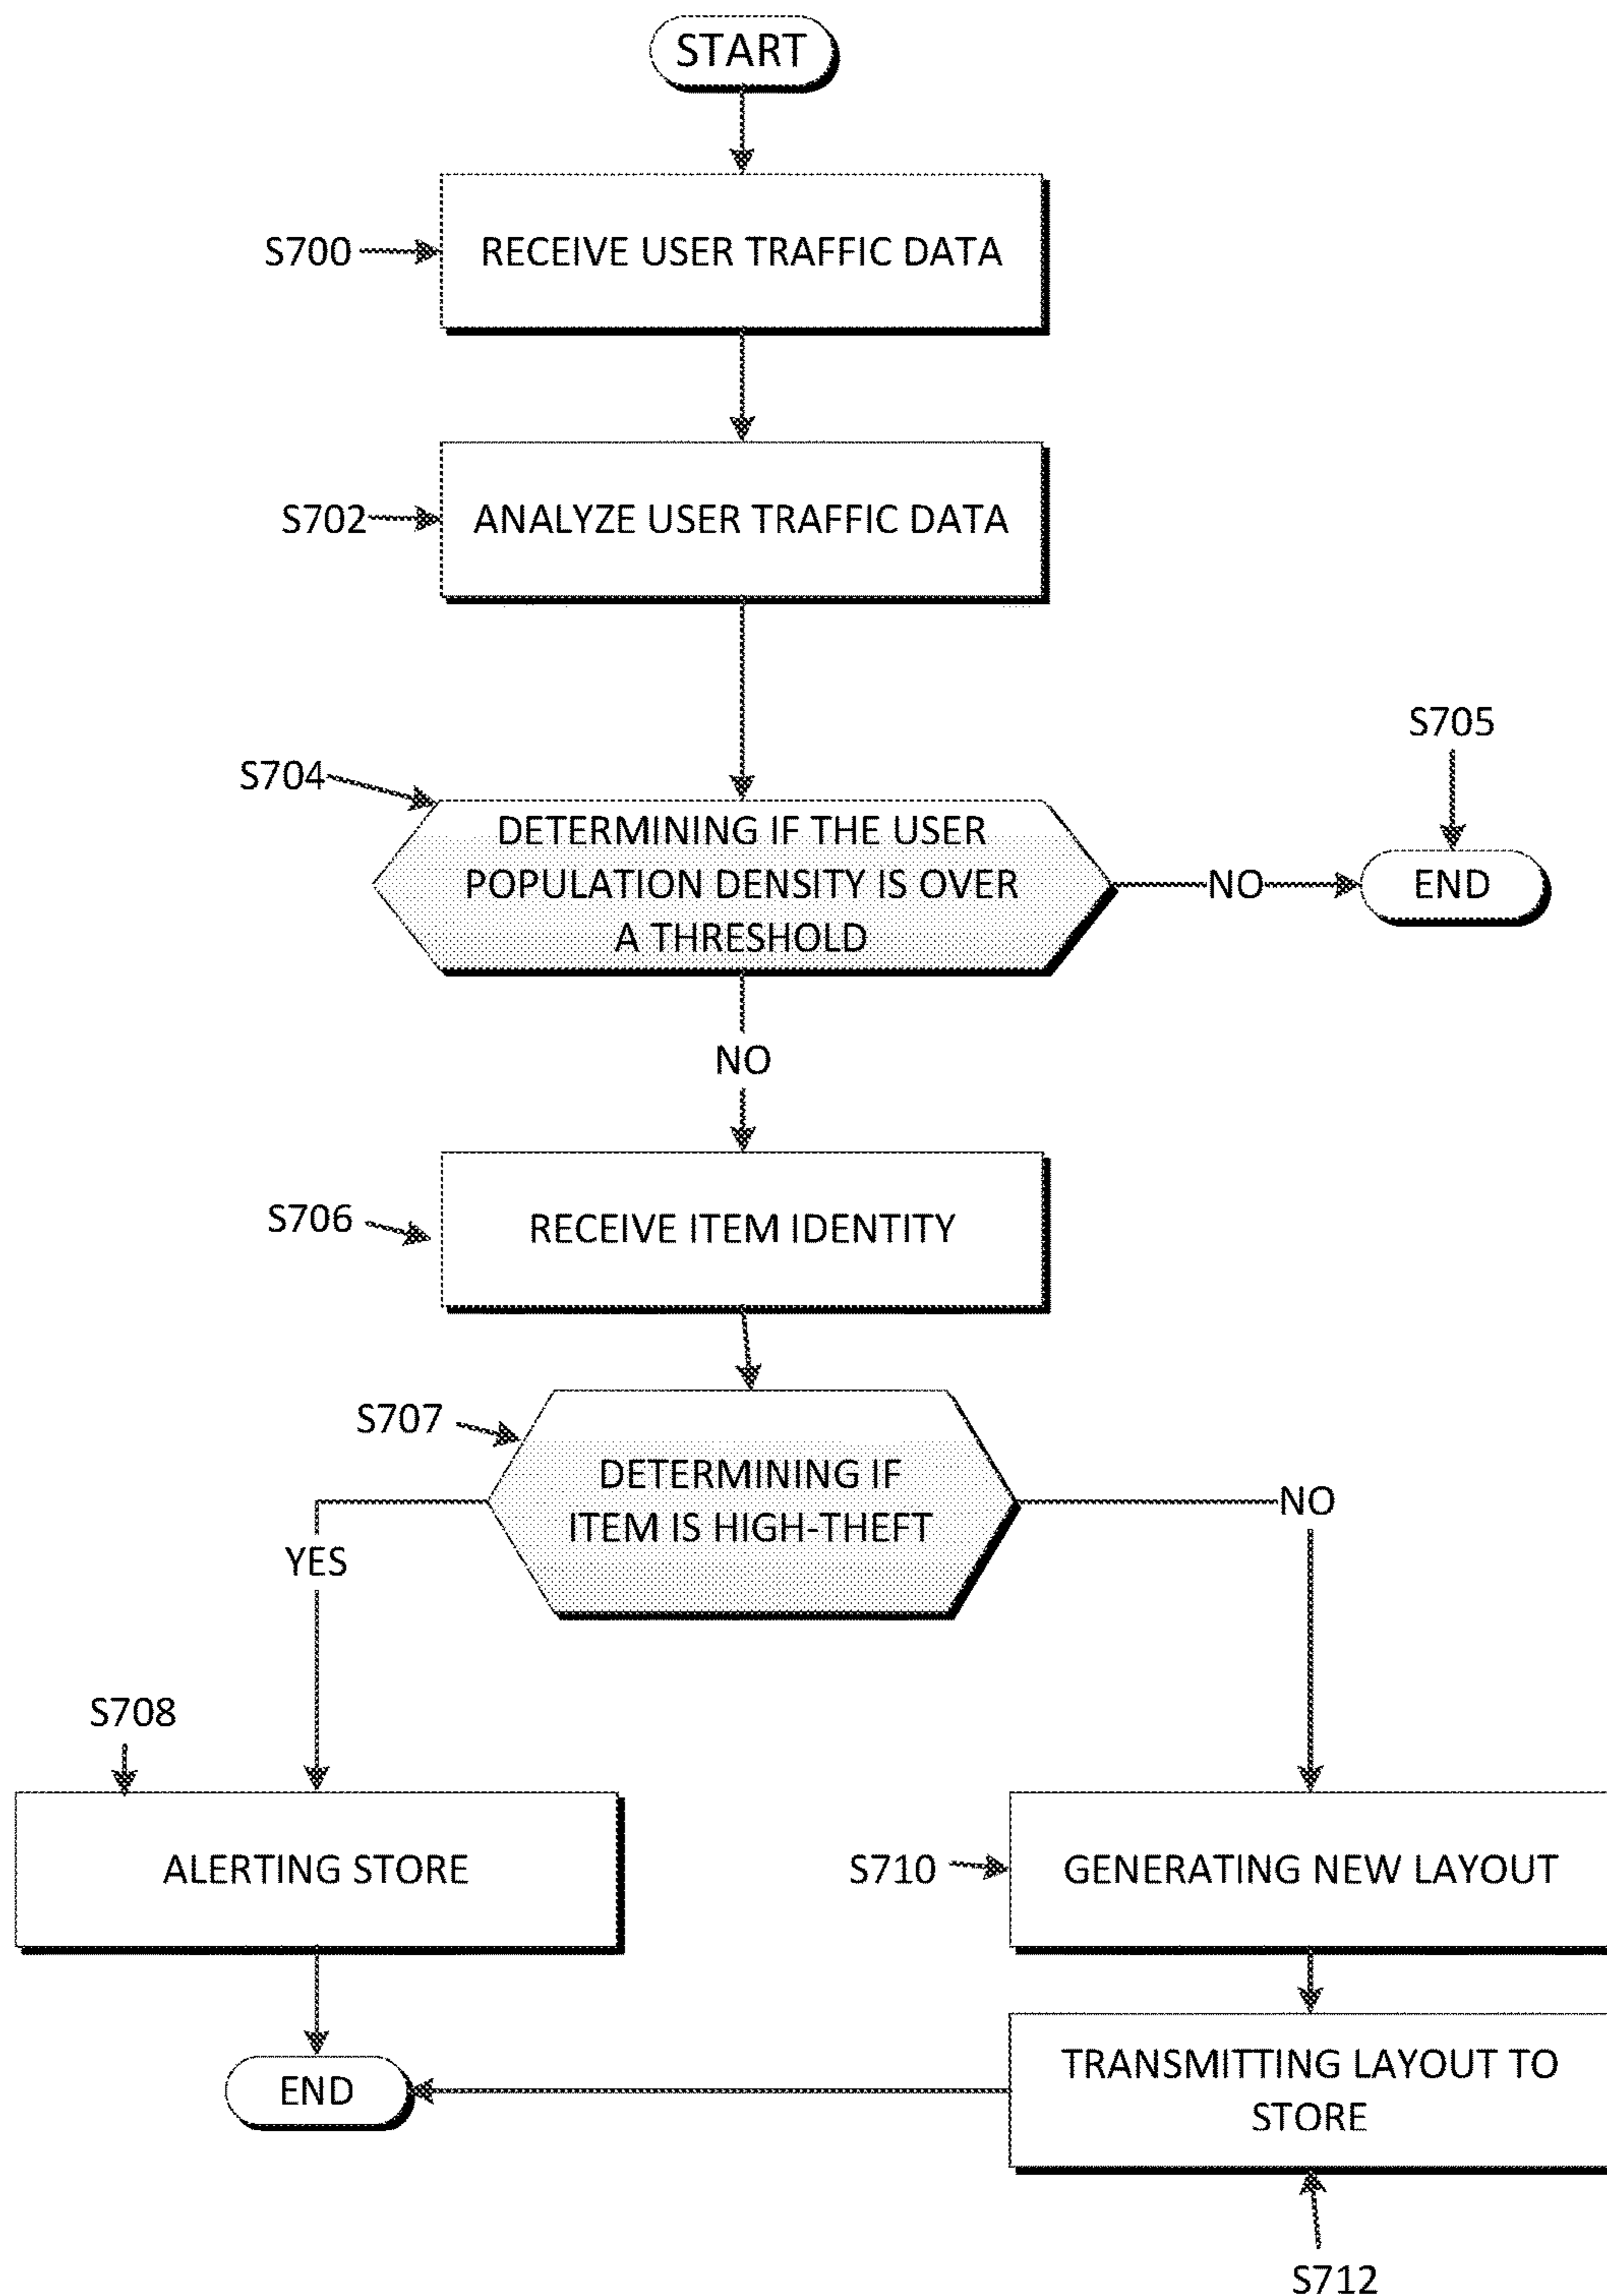 START
S700
RECEIVE USER TRAFFIC DATA
S702
ANALYZE USER TRAFFIC DATA
S705
S704
DETERMINING IF THE USER
POPULATION DENSITY IS OVER
A THRESHOLD
NO
END
NO
S706
RECEIVE ITEM IDENTITY
S707
DETERMINING IF
ITEM IS HIGH-THEFT
NO
YES
S708
ALERTING STORE
S710
GENERATING NEW LAYOUT
END
TRANSMITTING LAYOUT TO
STORE
S712